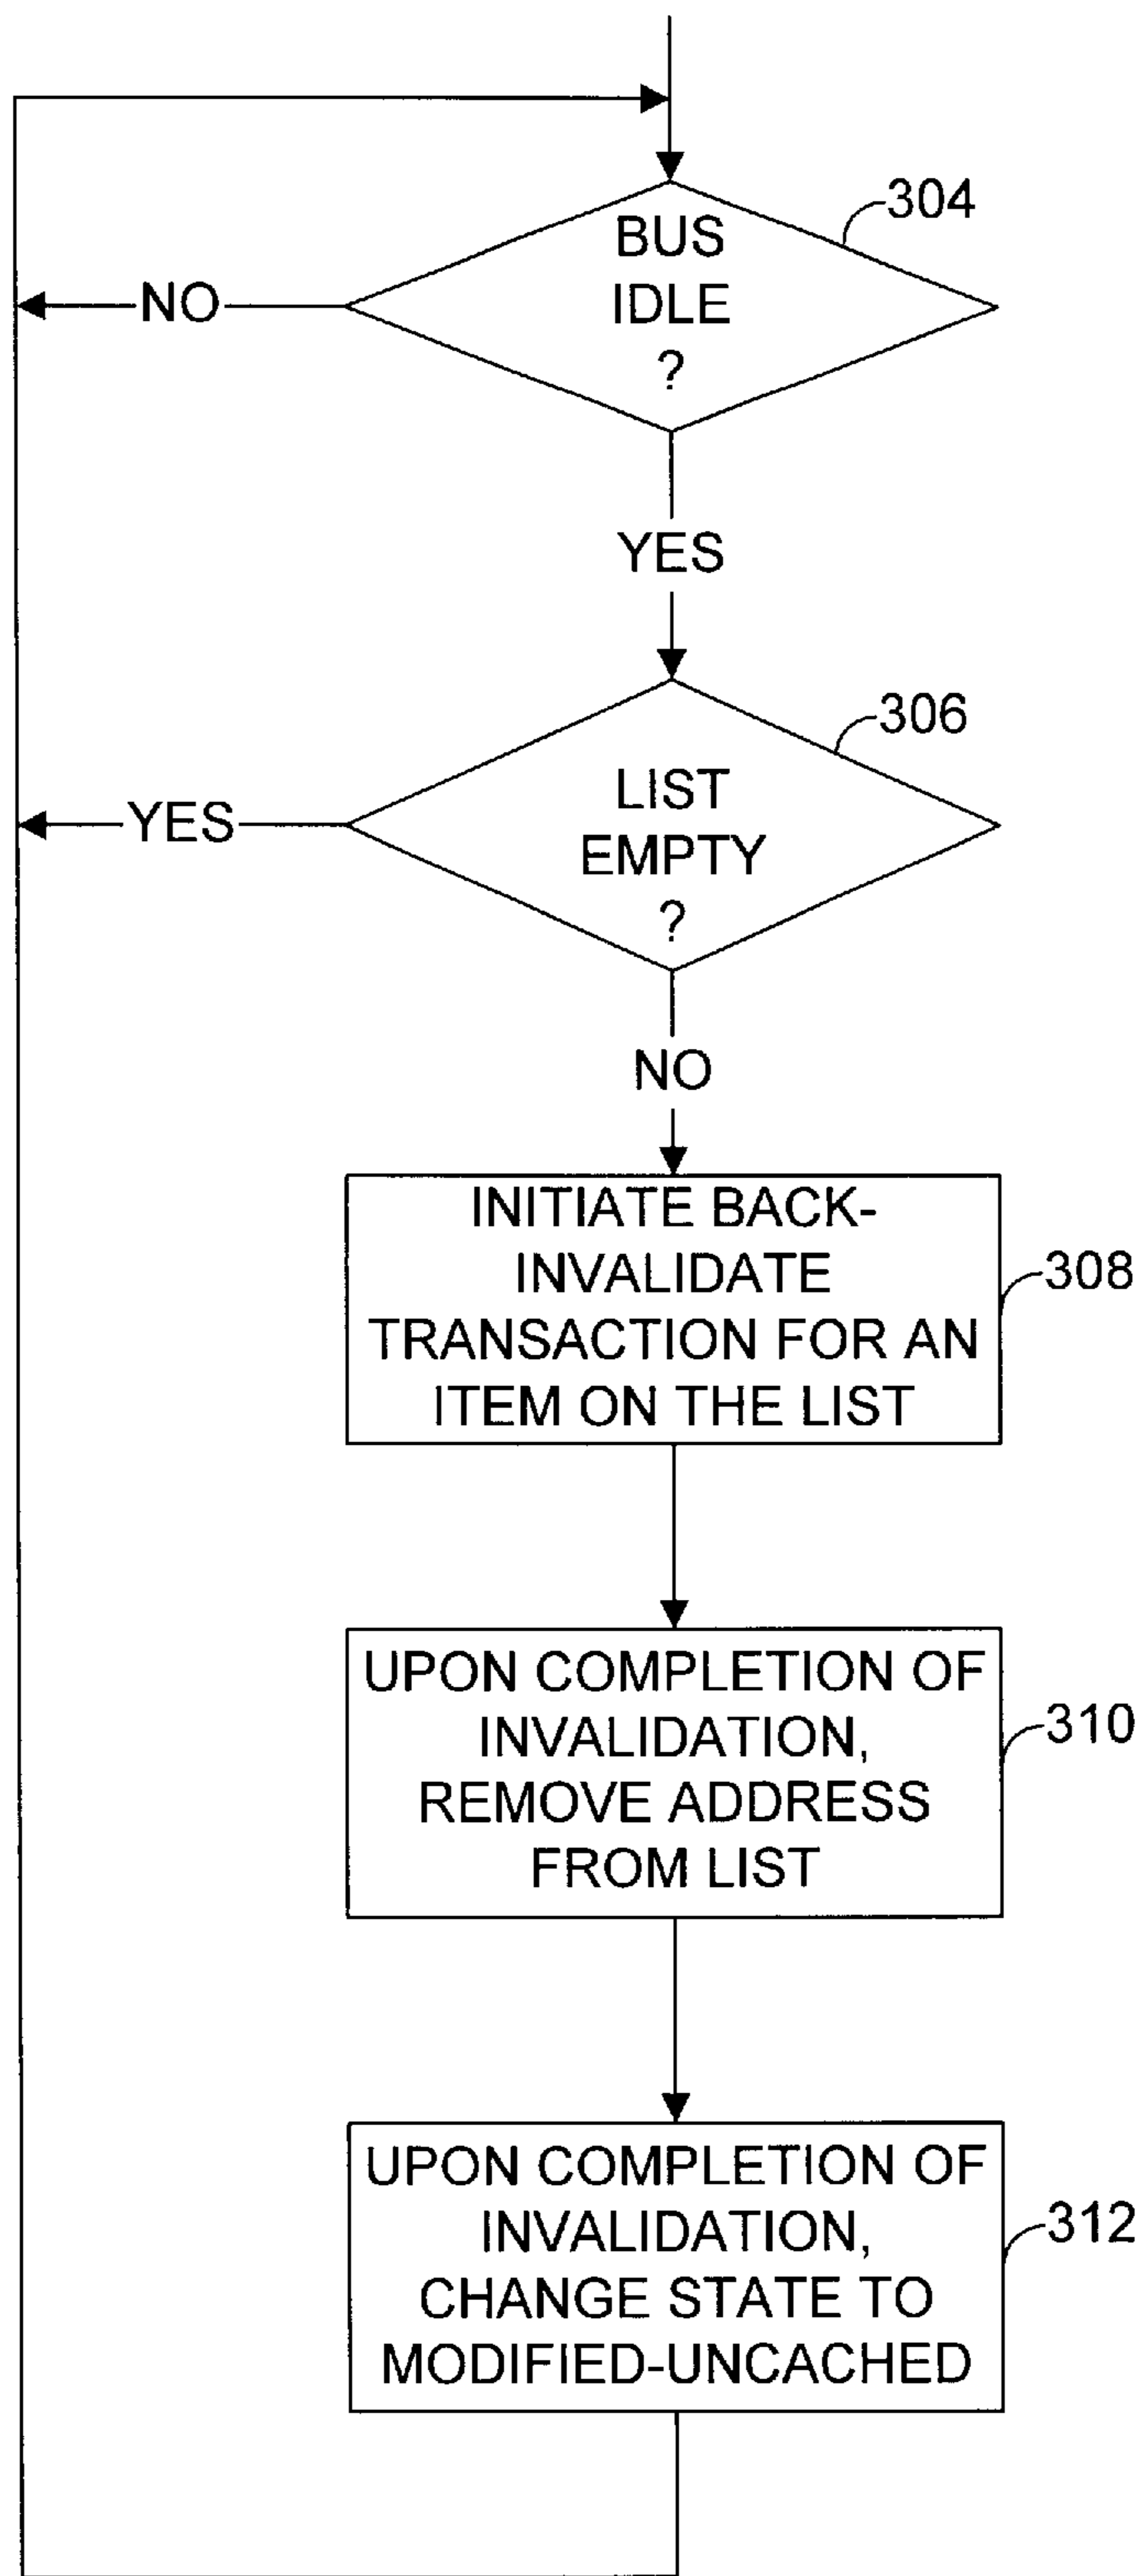 304
BUS
IDLE
?
NO
YES
306
LIST
EMPTY
?
YES
NO
INITIATE BACK-
INVALIDATE
TRANSACTION FOR AN
ITEM ON THE LIST
308
UPON COMPLETION OF
INVALIDATION,
REMOVE ADDRESS
FROM LIST
310
UPON COMPLETION OF
INVALIDATION,
CHANGE STATE TO
MODIFIED-UNCACHED
312